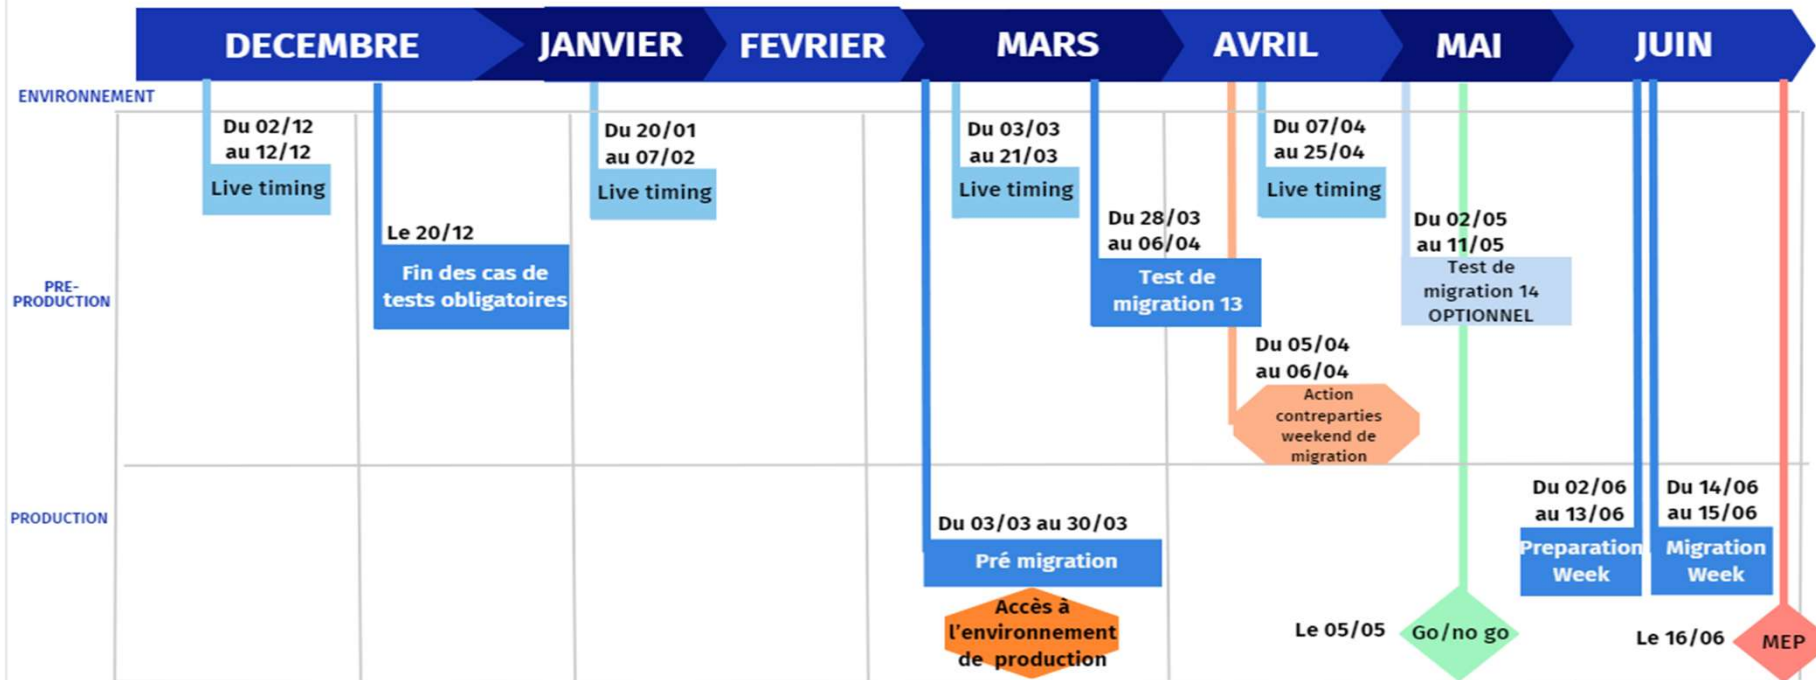 DECEMBRE
JANVIER
FEVRIER
MARS
AVRIL
MAI
JUIN
ENVIRONNEMENT
PRE-
PRODUCTION
Du 02/12
au 12/12
Live timing
Le 20/12
Fin des cas de
tests obligatoires
Du 20/01
au 07/02
Live timing
Du 03/03
au 21/03
Live timing
Du 28/03
au 06/04
Test de
migration 13
Du 07/04
au 25/04
Live timing
Du 05/04
au 06/04
Action
contreparties
weekend de
migration
Du 02/05
au 11/05
Test de
migration 14
OPTIONNEL
PRODUCTION
Du 03/03 au 30/03
Pré migration
Accès à
l'environnement
de production
Le 05/05
Go/no go
Du 02/06
au 13/06
Preparation
Week
Du 14/06
au 15/06
Migration
Week
Le 16/06
MEP